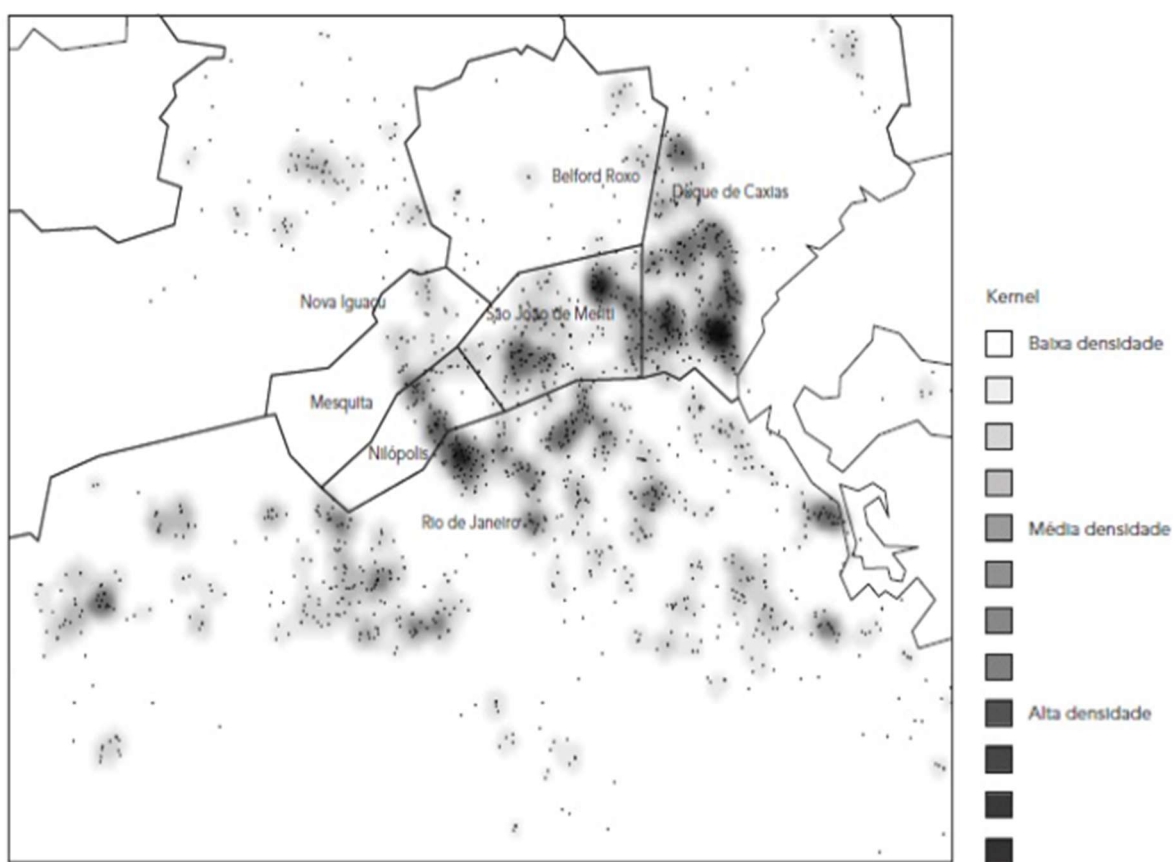 Belford Roxo
Duque de Caxias
Nova Iguaçu
São João de Meriti
Mesquita
Nilópolis
Rio de Janeiro
Kernel
Baixa densidade
Média densidade
Alta densidade